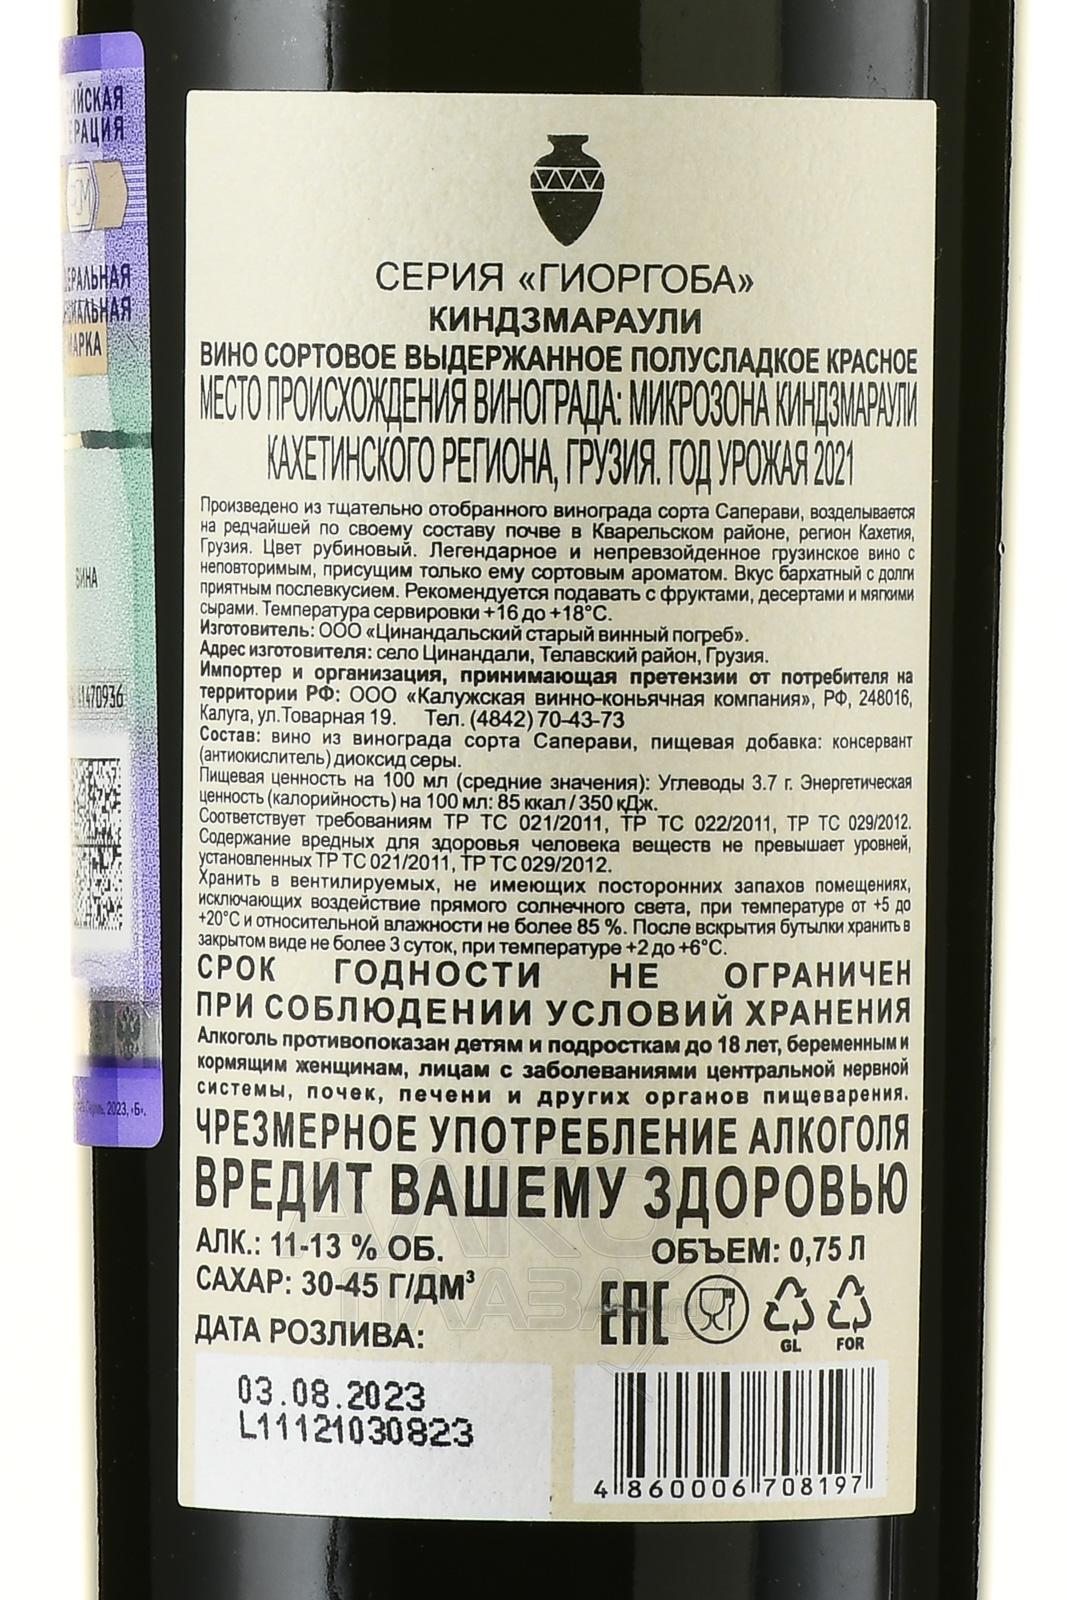 СЕРИЯ «ГИОРГОБА»
КИНДЗМАРАУЛИ
ВИНО СОРТОВОЕ ВЫДЕРЖАННОЕ ПОЛУСЛАДКОЕ КРАСНОЕ
МЕСТО ПРОИСХОЖДЕНИЯ ВИНОГРАДА: МИКРОЗОНА КИНДЗМАРАУЛИ
КАХЕТИНСКОГО РЕГИОНА, ГРУЗИЯ. ГОД УРОЖАЯ 2021
Произведено из тщательно отобранного винограда сорта Саперави, возделывается
на редчайшей по своему составу почве в Кварельском районе, регион Кахетия,
Грузия. Цвет рубиновый. Легендарное и непревзойденное грузинское вино с
неповторимым, присущим только ему сортовым ароматом. Вкус бархатный с долги
приятным послевкусием. Рекомендуется подавать с фруктами, десертами и мягкими
сырами. Температура сервировки +16 до +18°С.
Изготовитель: ООО «Цинандальский старый винный погреб».
Адрес изготовителя: село Цинандали, Телавский район, Грузия.
Импортер и организация, принимающая претензии от потребителя на
территории РФ: ООО «Калужская винно-коньячная компания», РФ, 248016,
Калуга, ул.Товарная 19. Тел. (4842) 70-43-73
Состав: вино из винограда сорта Саперави, пищевая добавка: консервант
(антиокислитель) диоксид серы.
Пищевая ценность на 100 мл (средние значения): Углеводы 3.7 г. Энергетическая
ценность (калорийность) на 100 мл: 85 ккал / 350 кДж.
Соответствует требованиям ТР ТС 021/2011, ТР ТС 022/2011, ТР ТС 029/2012.
Содержание вредных для здоровья человека веществ не превышает уровней,
установленных ТР ТС 021/2011, ТР ТС 029/2012.
Хранить в вентилируемых, не имеющих посторонних запахов помещениях,
исключающих воздействие прямого солнечного света, при температуре от +5 до
+20°С и относительной влажности не более 85 %. После вскрытия бутылки хранить в
закрытом виде не более 3 суток, при температуре +2 до +6°С.
СРОК ГОДНОСТИ НЕ ОГРАНИЧЕН
ПРИ СОБЛЮДЕНИИ УСЛОВИЙ ХРАНЕНИЯ
Алкоголь противопоказан детям и подросткам до 18 лет, беременным и
кормящим женщинам, лицам с заболеваниями центральной нервной
системы, почек, печени и других органов пищеварения.
ЧРЕЗМЕРНОЕ УПОТРЕБЛЕНИЕ АЛКОГОЛЯ
ВРЕДИТ ВАШЕМУ ЗДОРОВЬЮ
АЛК.: 11-13 % ОБ. ОБЪЕМ: 0,75 Л
САХАР: 30-45 Г/ДМ³
ДАТА РОЗЛИВА:
EAC GL FOR
03.08.2023
L11121030823
4 860006 708197
АЛКО
ПЛАЗА
ВИНА
МАРКА
2023, «Б».